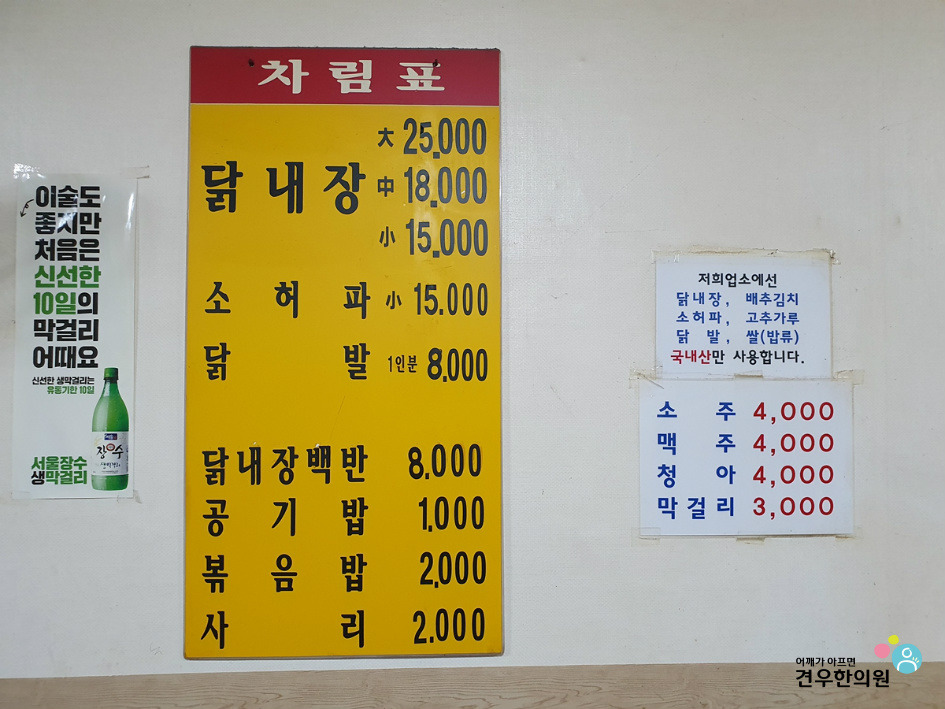 이술도
좋지만
처음은
신선한
10일의
막걸리
어때요
신선한 생막걸리는
유통기한 10일
장수
서울장수
생막걸리
차림표
大 25.000
닭내장 中 18.000
小 15.000
소허파 小 15.000
닭발 1인분 8.000
닭내장백반 8.000
공기밥 1.000
볶음밥 2.000
사리 2.000
저희업소에선
닭내장, 배추김치
소허파, 고추가루
닭 발, 쌀(밥류)
국내산만 사용합니다.
소주 4,000
맥주 4,000
청아 4,000
막걸리 3,000
어깨가 아프면
견우한의원